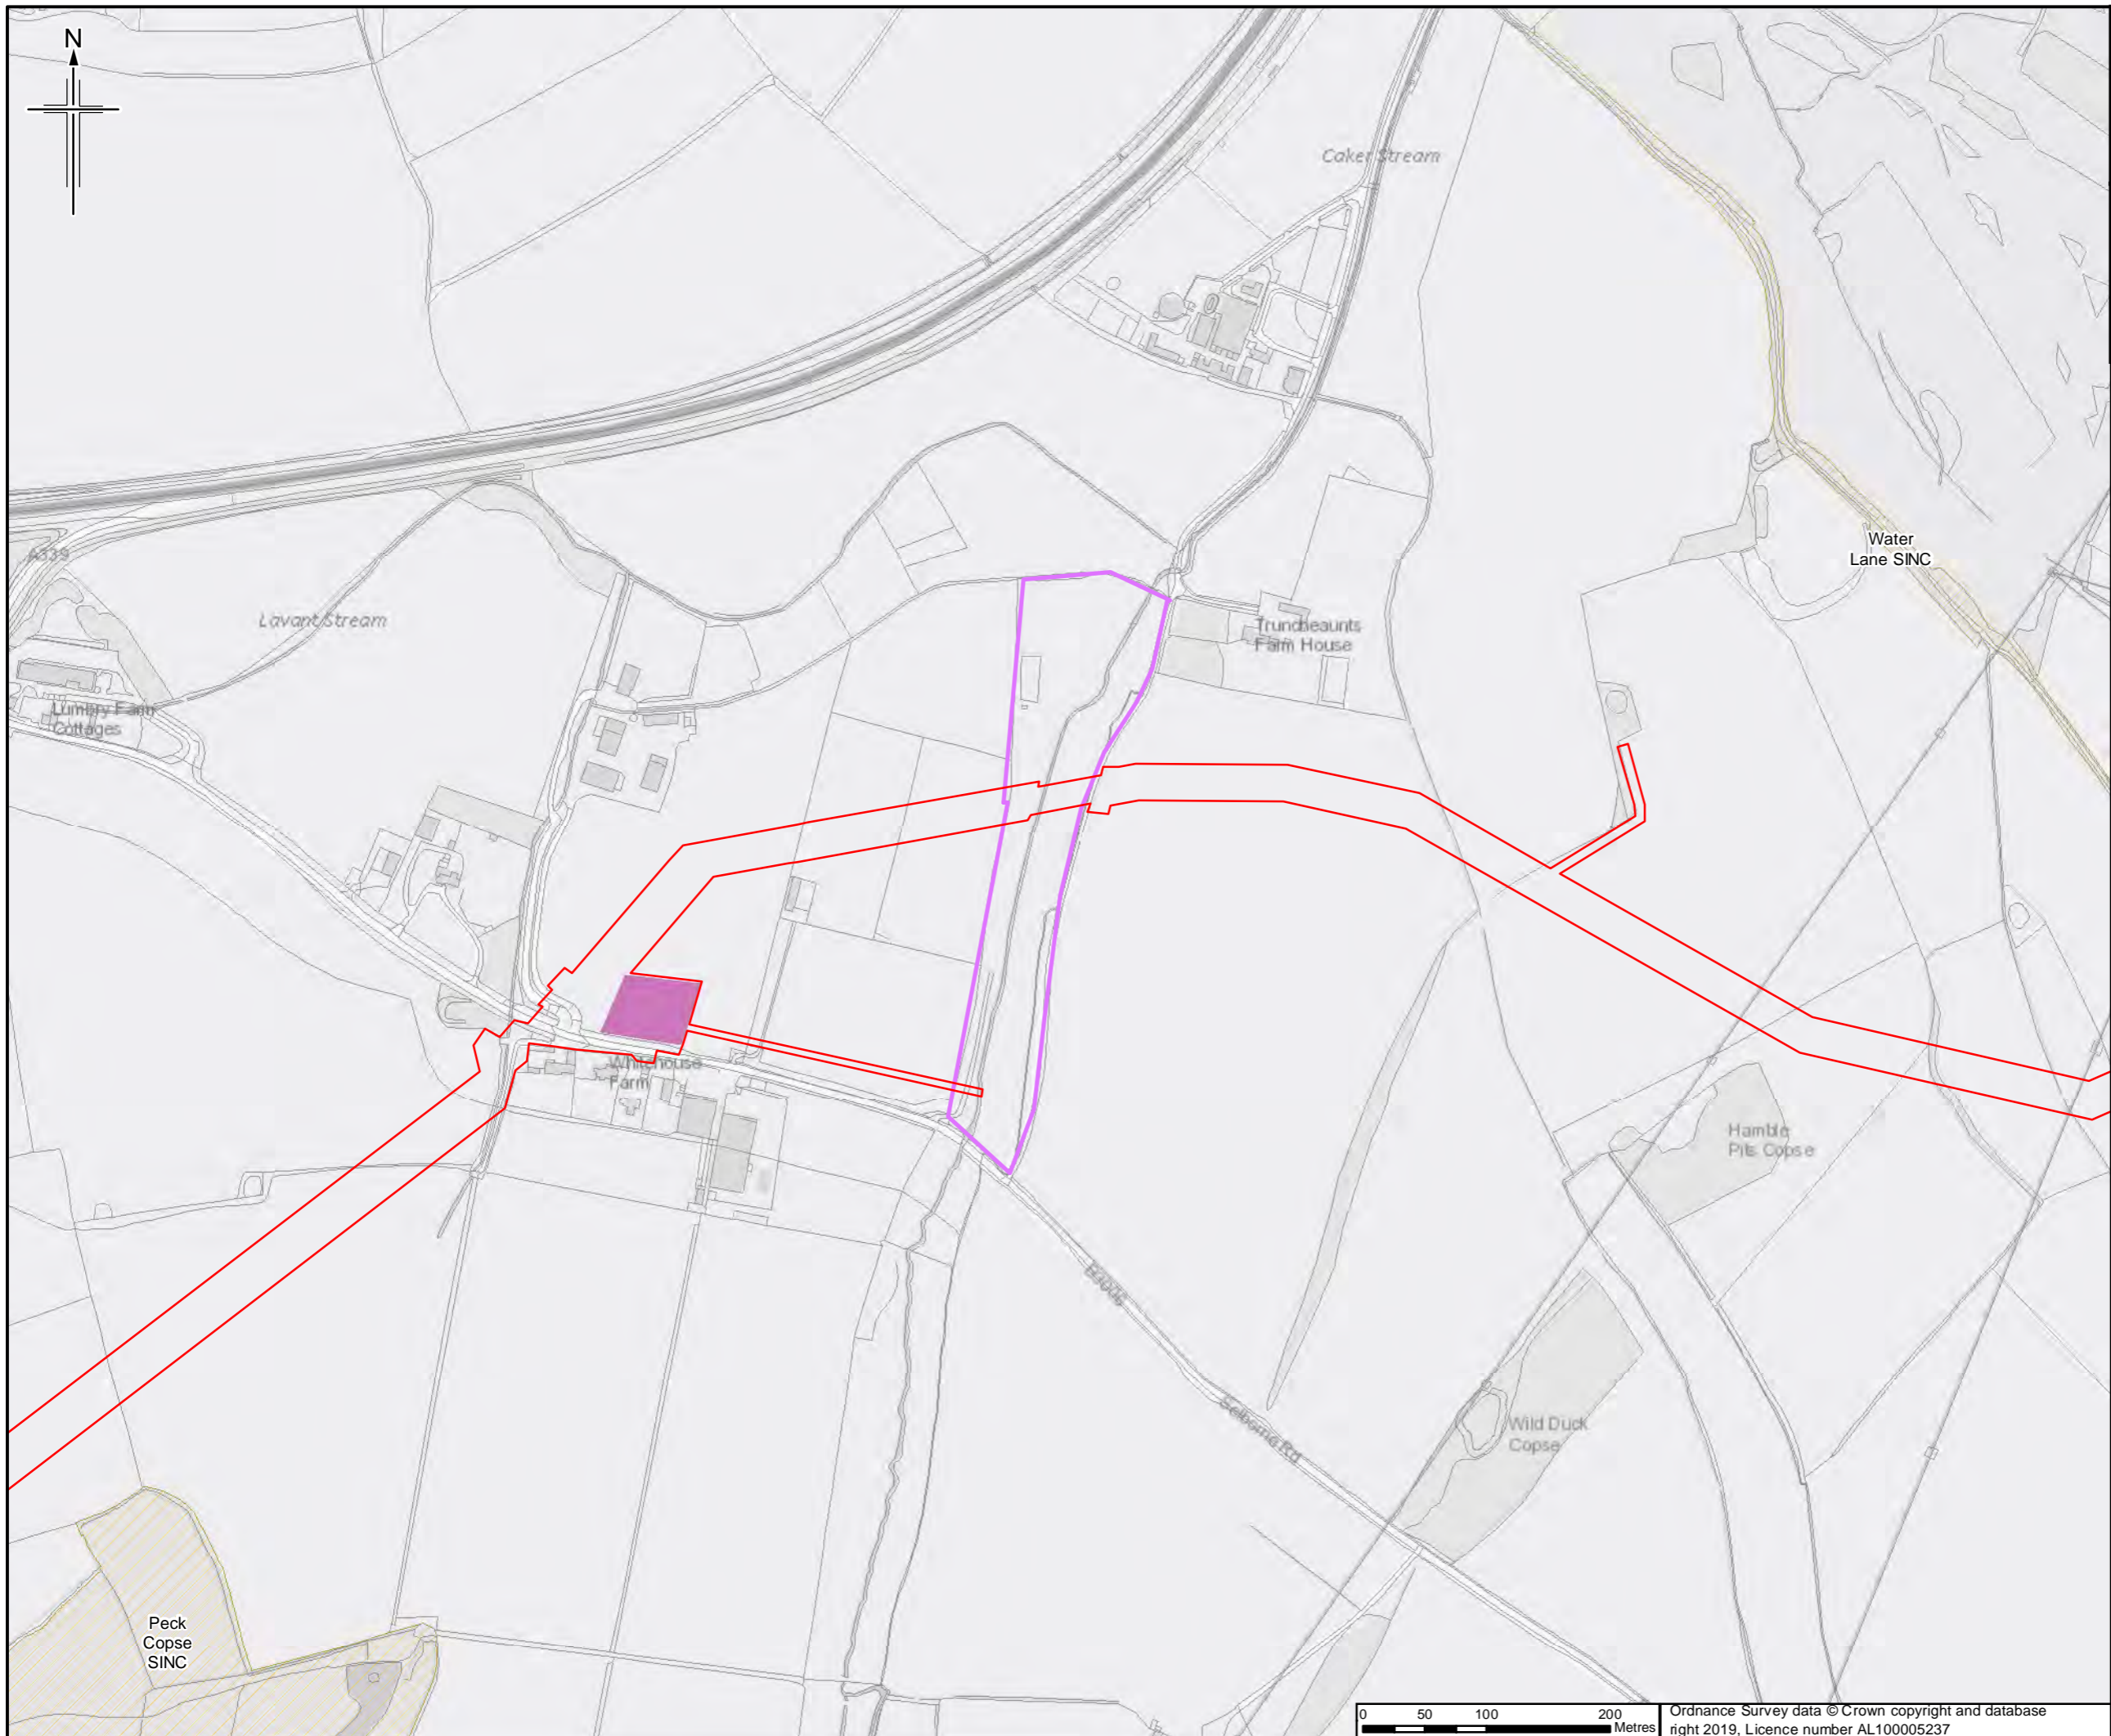 N
Caker Stream
Water
Lane SINC
A339
Lavant Stream
Truncheaunts
Farm House
Lumbry Farm
Cottages
Whitehouse
Farm
Hamble
Pits Copse
B3006
Selborne Rd
Wild Duck
Copse
Peck
Copse
SINC
0 50 100 200
Metres
Ordnance Survey data © Crown copyright and database
right 2019, Licence number AL100005237